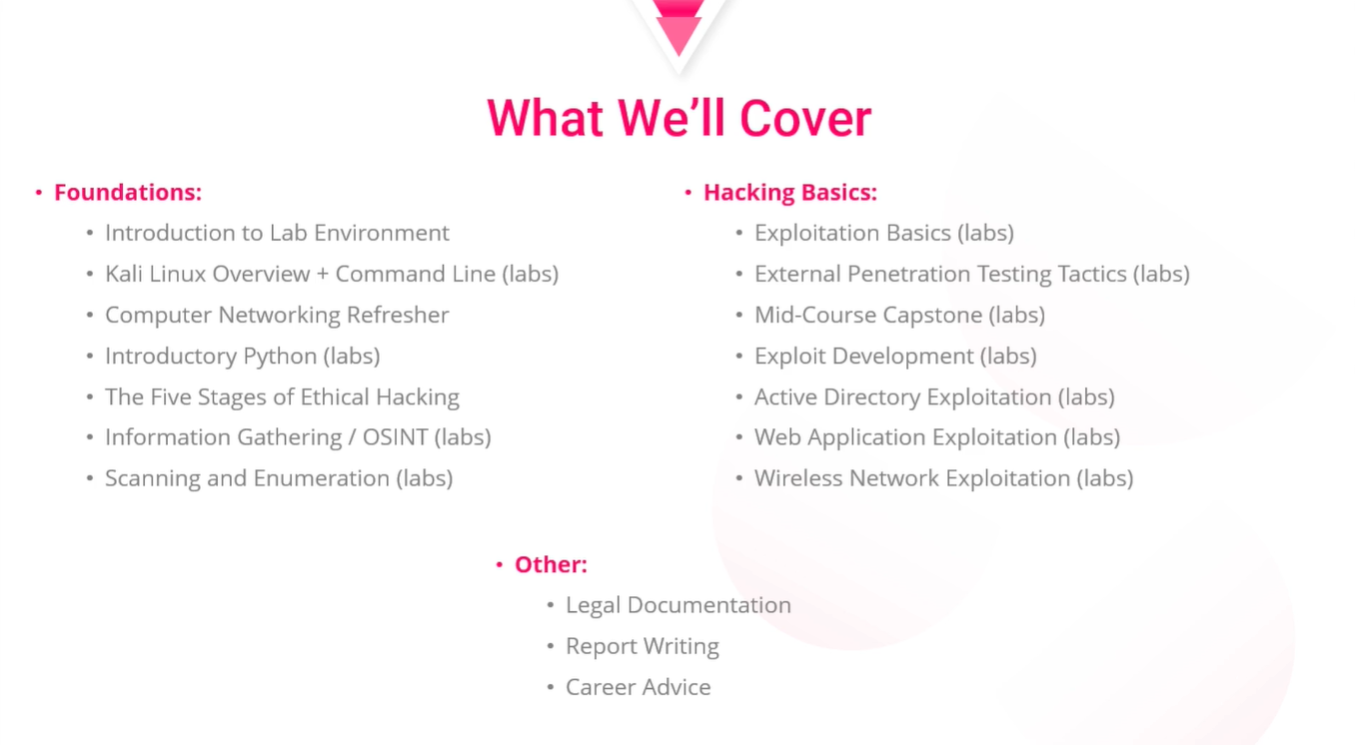 What We’ll Cover
• Foundations:
• Introduction to Lab Environment
• Kali Linux Overview + Command Line (labs)
• Computer Networking Refresher
• Introductory Python (labs)
• The Five Stages of Ethical Hacking
• Information Gathering / OSINT (labs)
• Scanning and Enumeration (labs)
• Hacking Basics:
• Exploitation Basics (labs)
• External Penetration Testing Tactics (labs)
• Mid-Course Capstone (labs)
• Exploit Development (labs)
• Active Directory Exploitation (labs)
• Web Application Exploitation (labs)
• Wireless Network Exploitation (labs)
• Other:
• Legal Documentation
• Report Writing
• Career Advice